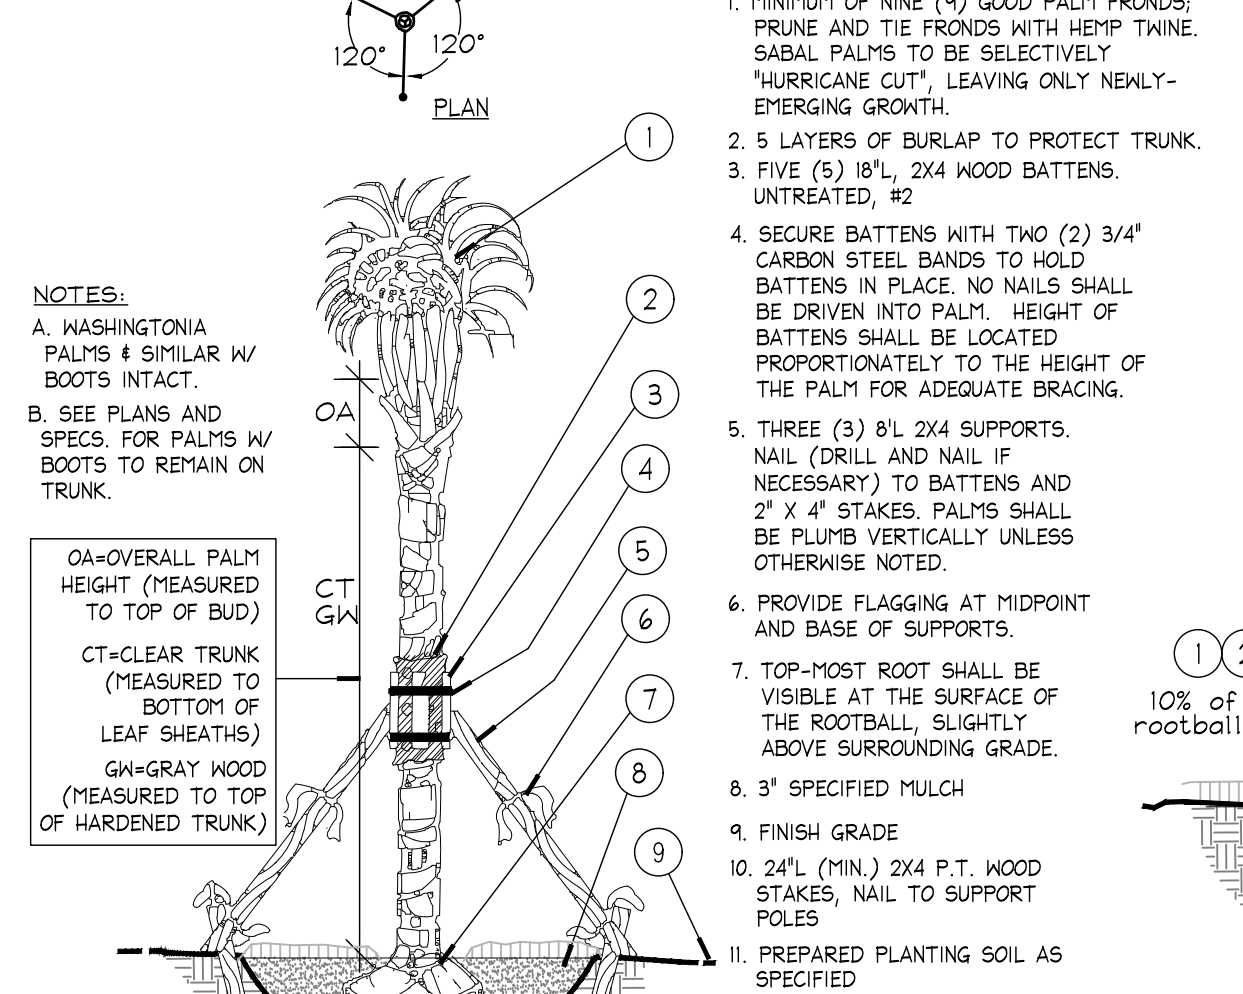 120°
120°
PLAN
1
2
3
4
5
6
7
8
9
NOTES:
A. WASHINGTONIA
PALMS & SIMILAR W/
BOOTS INTACT.
B. SEE PLANS AND
SPECS. FOR PALMS W/
BOOTS TO REMAIN ON
TRUNK.
OA=OVERALL PALM
HEIGHT (MEASURED
TO TOP OF BUD)
CT=CLEAR TRUNK
(MEASURED TO
BOTTOM OF
LEAF SHEATHS)
GW=GRAY WOOD
(MEASURED TO TOP
OF HARDENED TRUNK)
OA
CT
GW
1. MINIMUM OF NINE (9) GOOD PALM FRONDS;
PRUNE AND TIE FRONDS WITH HEMP TWINE.
SABAL PALMS TO BE SELECTIVELY
"HURRICANE CUT", LEAVING ONLY NEWLY-
EMERGING GROWTH.
2. 5 LAYERS OF BURLAP TO PROTECT TRUNK.
3. FIVE (5) 18"L, 2X4 WOOD BATTENS.
UNTREATED, #2
4. SECURE BATTENS WITH TWO (2) 3/4"
CARBON STEEL BANDS TO HOLD
BATTENS IN PLACE. NO NAILS SHALL
BE DRIVEN INTO PALM. HEIGHT OF
BATTENS SHALL BE LOCATED
PROPORTIONATELY TO THE HEIGHT OF
THE PALM FOR ADEQUATE BRACING.
5. THREE (3) 8'L 2X4 SUPPORTS.
NAIL (DRILL AND NAIL IF
NECESSARY) TO BATTENS AND
2" X 4" STAKES. PALMS SHALL
BE PLUMB VERTICALLY UNLESS
OTHERWISE NOTED.
6. PROVIDE FLAGGING AT MIDPOINT
AND BASE OF SUPPORTS.
7. TOP-MOST ROOT SHALL BE
VISIBLE AT THE SURFACE OF
THE ROOTBALL, SLIGHTLY
ABOVE SURROUNDING GRADE.
8. 3" SPECIFIED MULCH
9. FINISH GRADE
10. 24"L (MIN.) 2X4 P.T. WOOD
STAKES, NAIL TO SUPPORT
POLES
11. PREPARED PLANTING SOIL AS
SPECIFIED
1 2
10% of
rootball